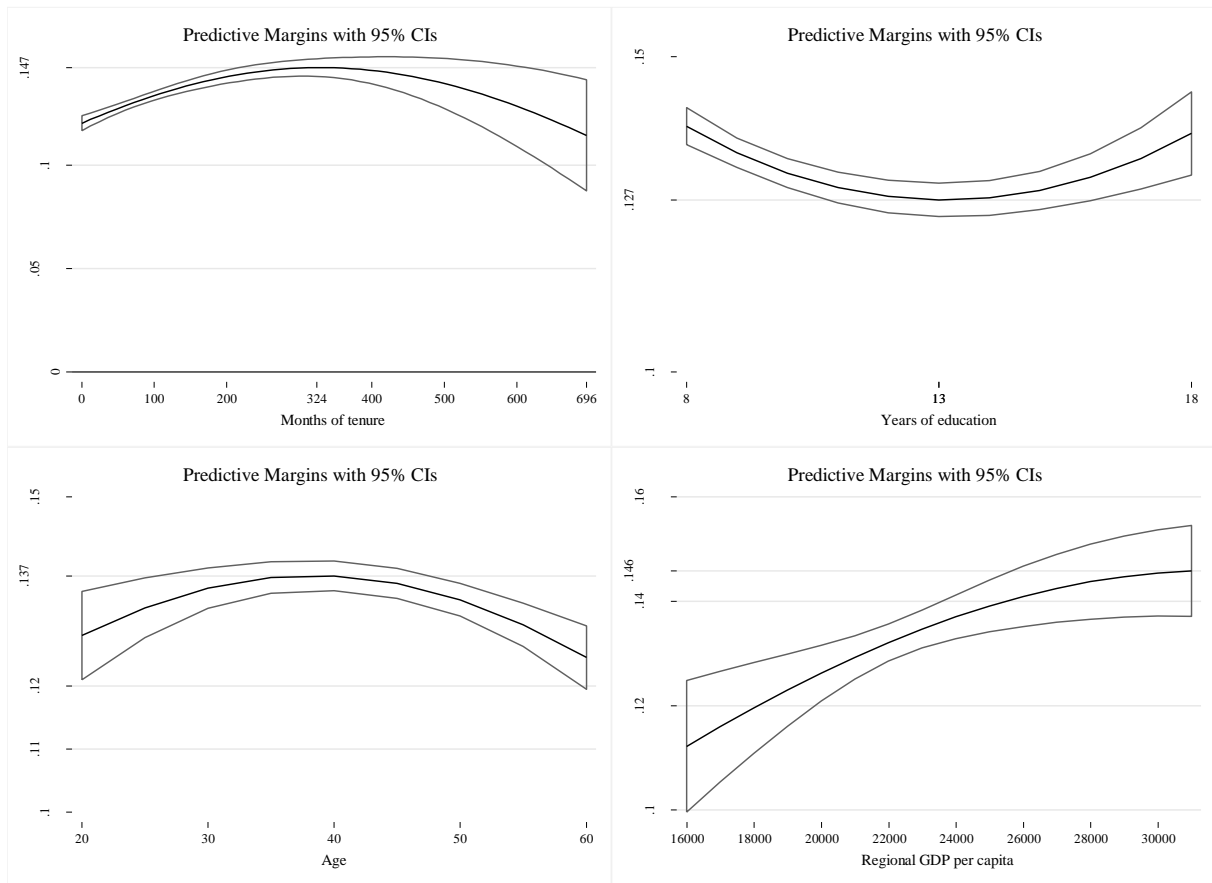 Predictive Margins with 95% CIs
.147
.1
.05
0
0 100 200 324 400 500 600 696
Months of tenure
Predictive Margins with 95% CIs
.15
.127
.1
8 13 18
Years of education
Predictive Margins with 95% CIs
.15
.137
.12
.11
.1
20 30 40 50 60
Age
Predictive Margins with 95% CIs
.16
.146
.14
.12
.1
16000 18000 20000 22000 24000 26000 28000 30000
Regional GDP per capita